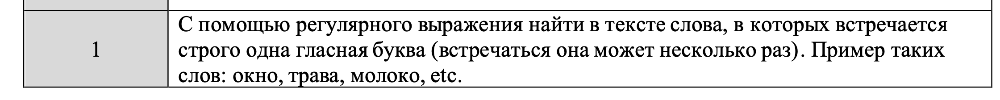 1
С помощью регулярного выражения найти в тексте слова, в которых встречается
строго одна гласная буква (встречаться она может несколько раз). Пример таких
слов: окно, трава, молоко, etc.